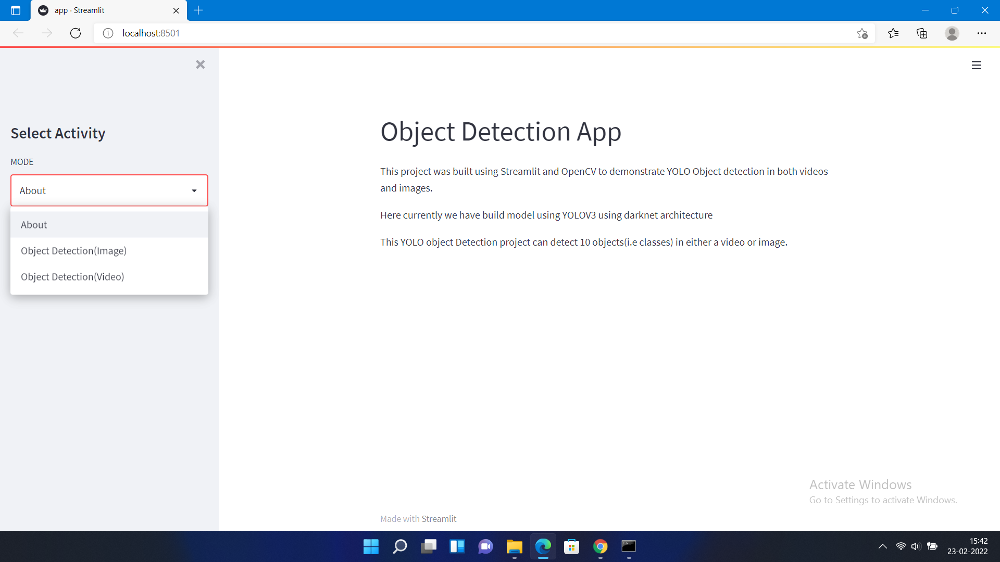 app · Streamlit
localhost:8501
Select Activity
MODE
About
About
Object Detection(Image)
Object Detection(Video)
Object Detection App
This project was built using Streamlit and OpenCV to demonstrate YOLO Object detection in both videos
and images.
Here currently we have build model using YOLOV3 using darknet architecture
This YOLO object Detection project can detect 10 objects(i.e classes) in either a video or image.
Activate Windows
Go to Settings to activate Windows.
Made with Streamlit
15:42
23-02-2022